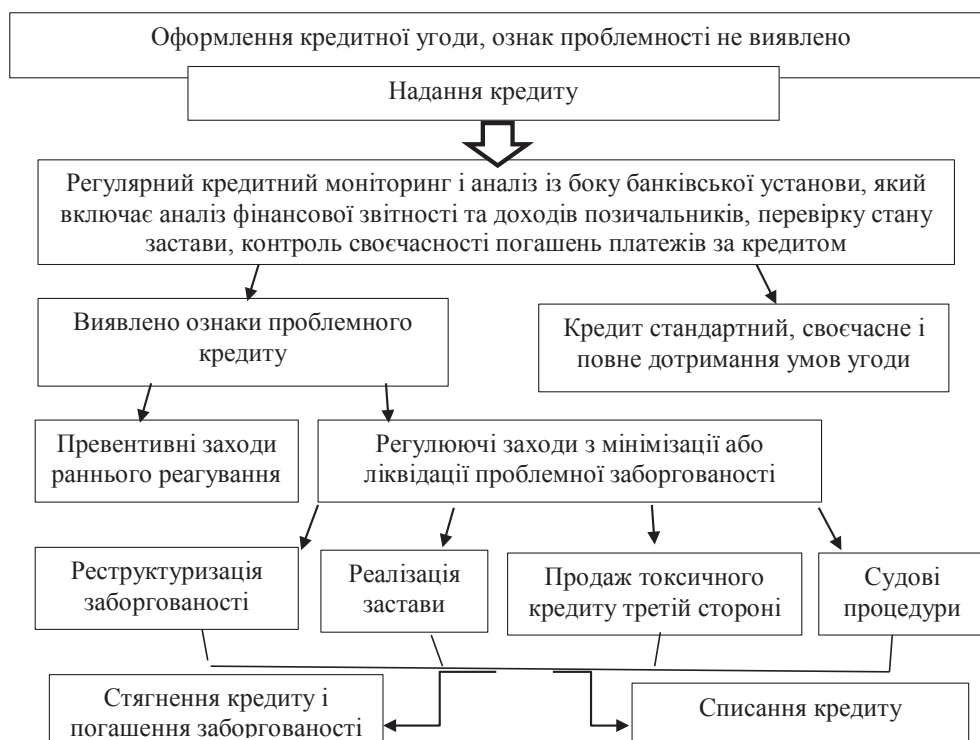 Оформлення кредитної угоди, ознак проблемності не виявлено
Надання кредиту
Регулярний кредитний моніторинг і аналіз із боку банківської установи, який
включає аналіз фінансової звітності та доходів позичальників, перевірку стану
застави, контроль своєчасності погашень платежів за кредитом
Виявлено ознаки проблемного
кредиту
Кредит стандартний, своєчасне і
повне дотримання умов угоди
Превентивні заходи
раннього реагування
Регулюючі заходи з мінімізації або
ліквідації проблемної заборгованості
Реструктуризація
заборгованості
Реалізація
застави
Продаж токсичного
кредиту третій стороні
Судові
процедури
Стягнення кредиту і
погашення заборгованості
Списання кредиту